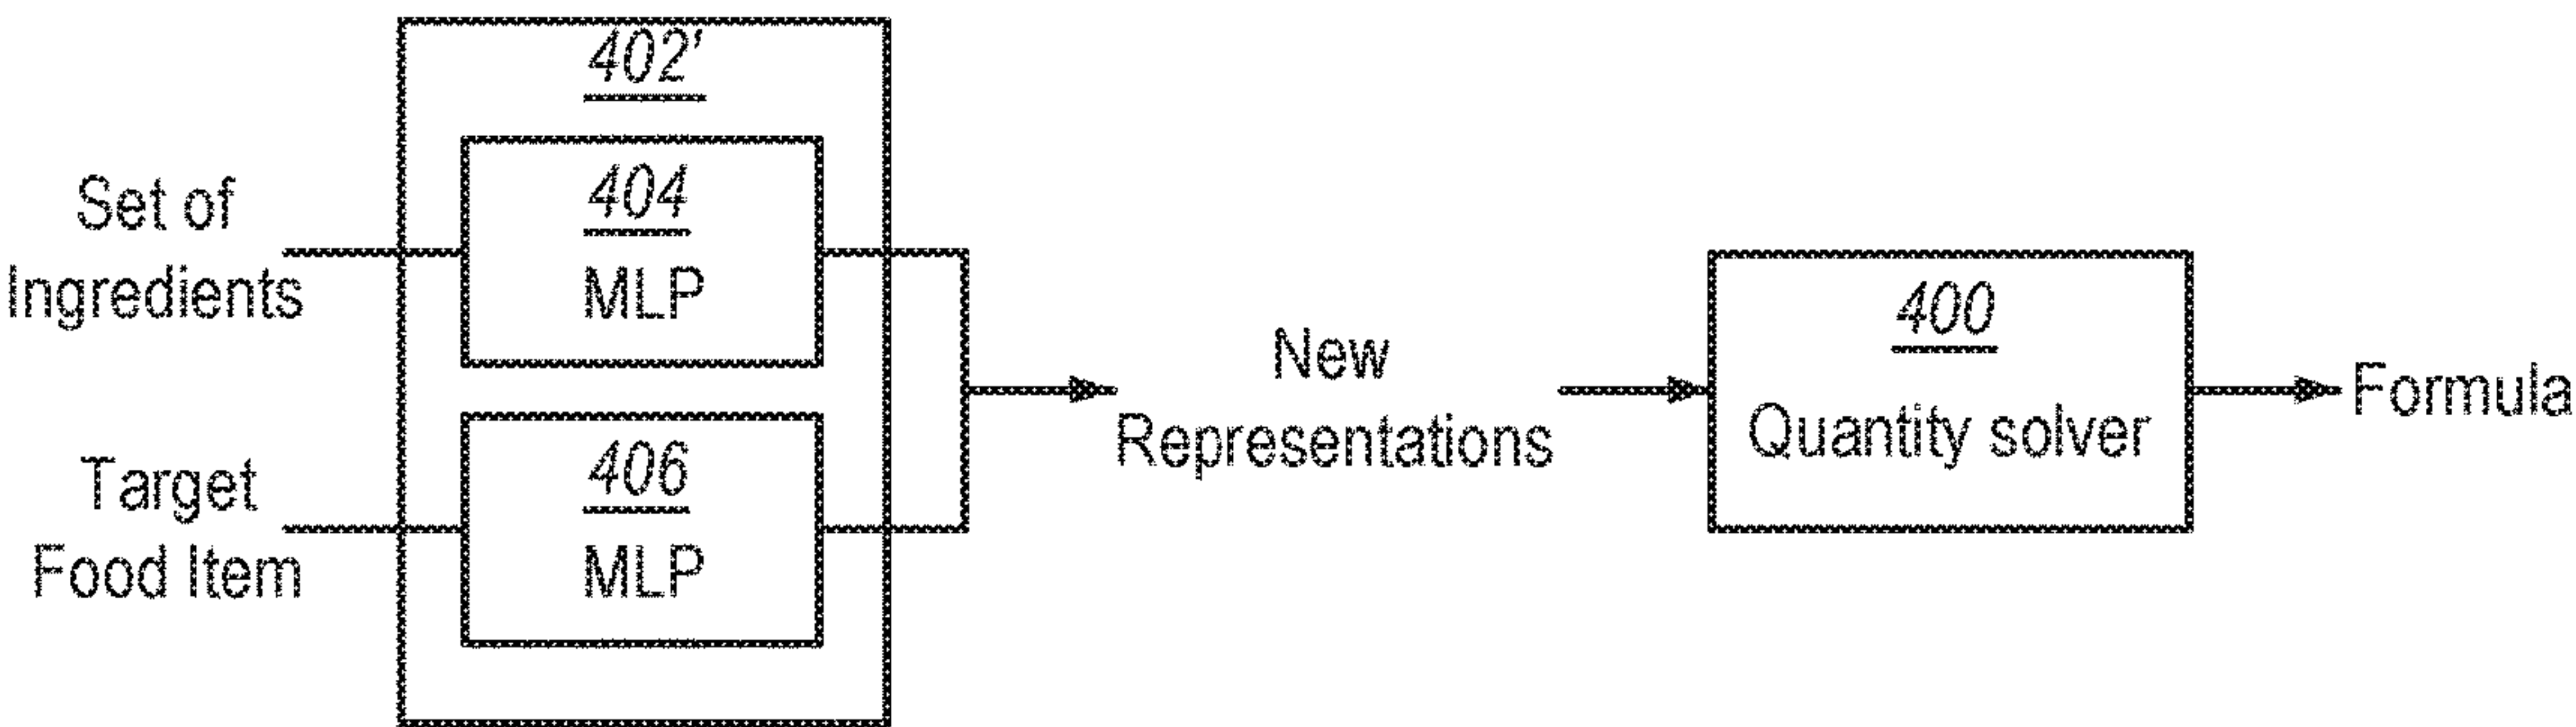 402'
404
MLP
Set of
Ingredients
406
MLP
Target
Food Item
New
Representations
400
Quantity solver
Formula